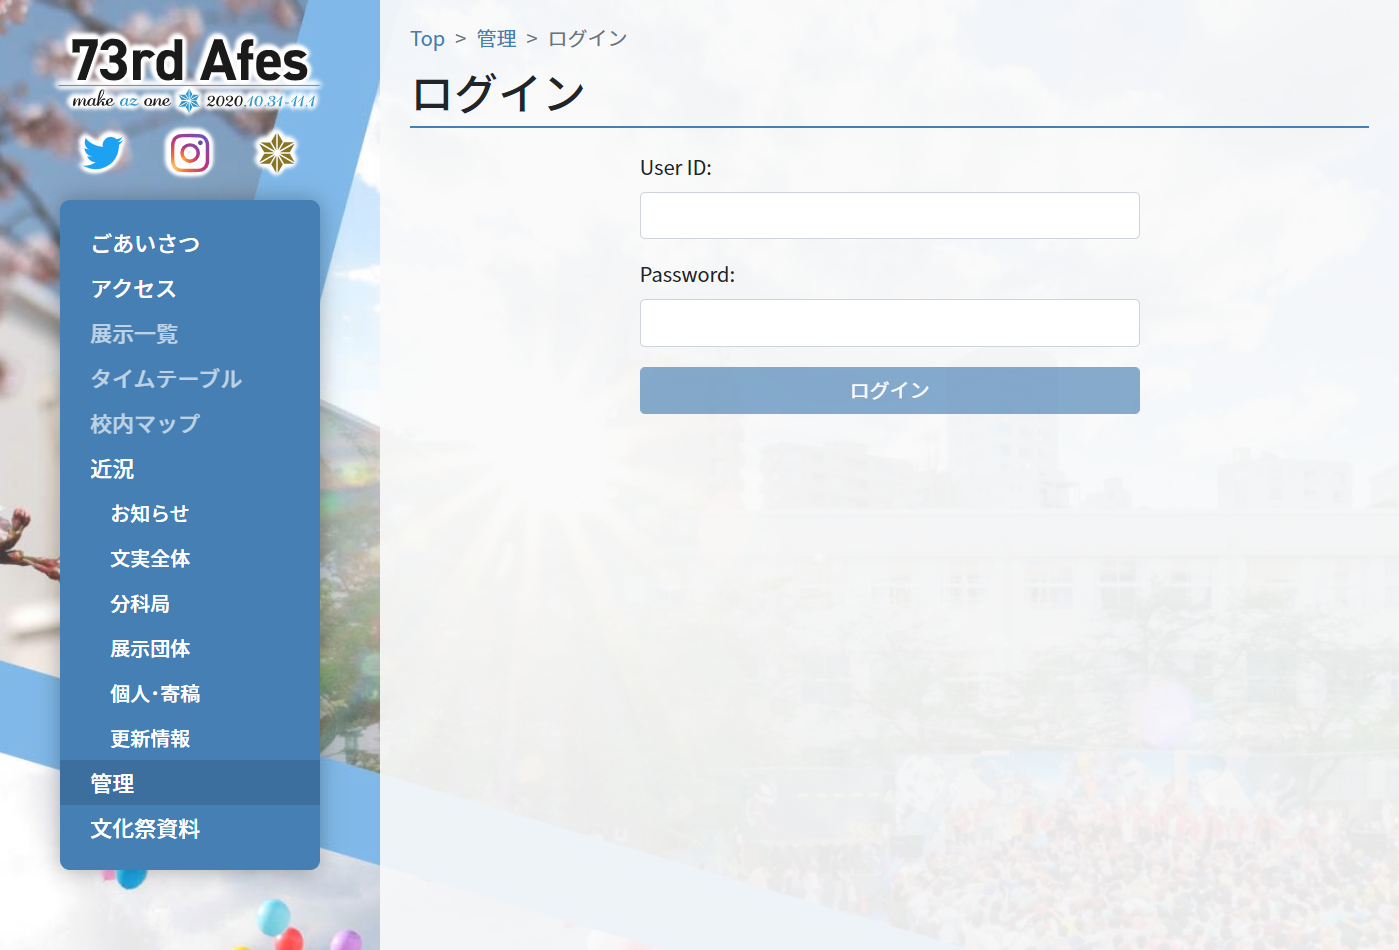 73rd Afes
make az one 2020.10.31-11.1
ごあいさつ
アクセス
展示一覧
タイムテーブル
校内マップ
近況
お知らせ
文実全体
分科局
展示団体
個人・寄稿
更新情報
管理
文化祭資料
Top > 管理 > ログイン
ログイン
User ID:
Password:
ログイン